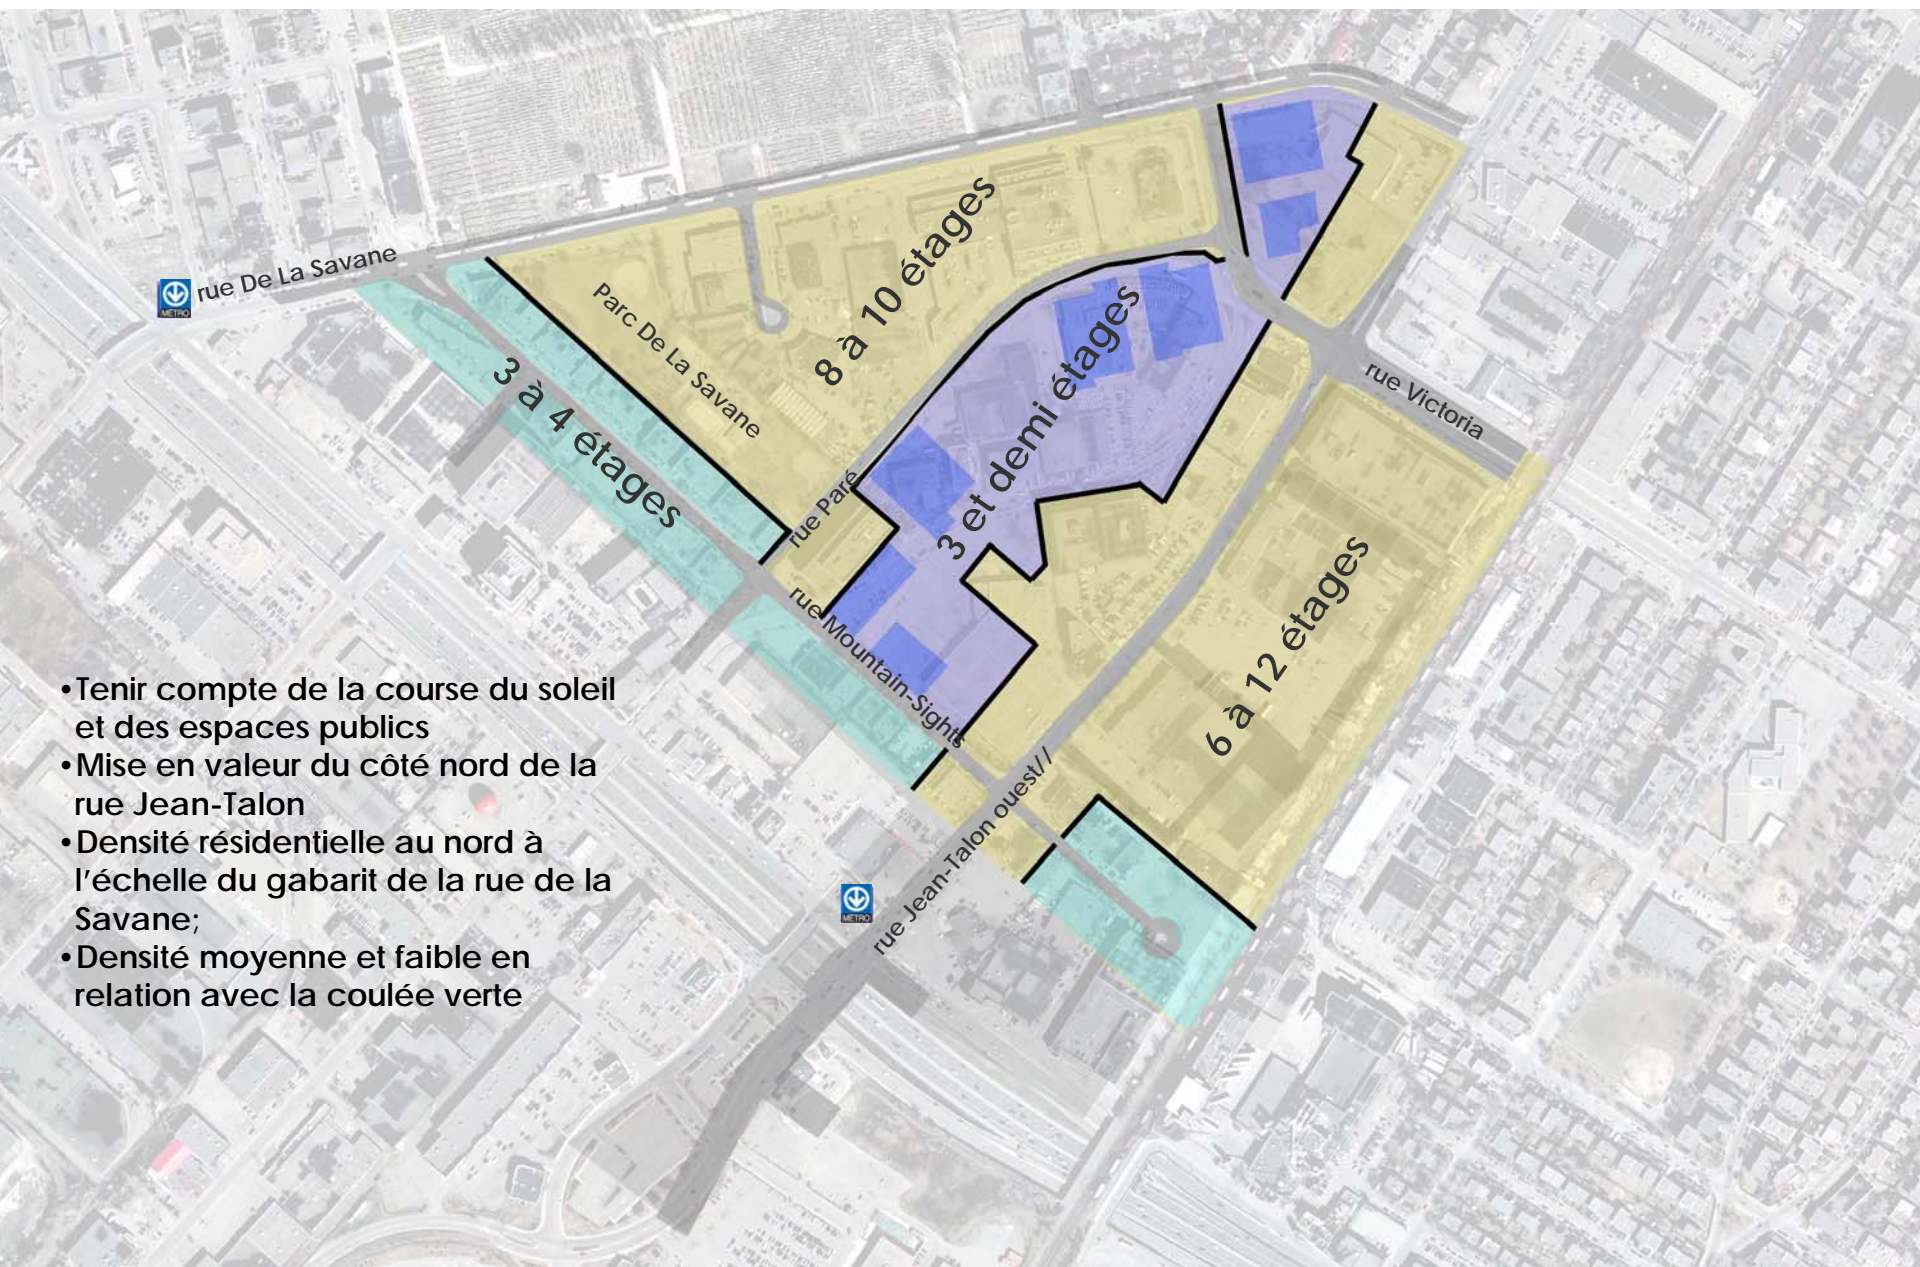 rue De La Savane
METRO
Parc De La Savane
8 à 10 étages
3 à 4 étages
3 et demi étages
rue Victoria
rue Paré
rue Mountain-Sights
6 à 12 étages
•Tenir compte de la course du soleil
et des espaces publics
•Mise en valeur du côté nord de la
rue Jean-Talon
•Densité résidentielle au nord à
l'échelle du gabarit de la rue de la
Savane;
•Densité moyenne et faible en
relation avec la coulée verte
rue Jean-Talon ouest//
METRO